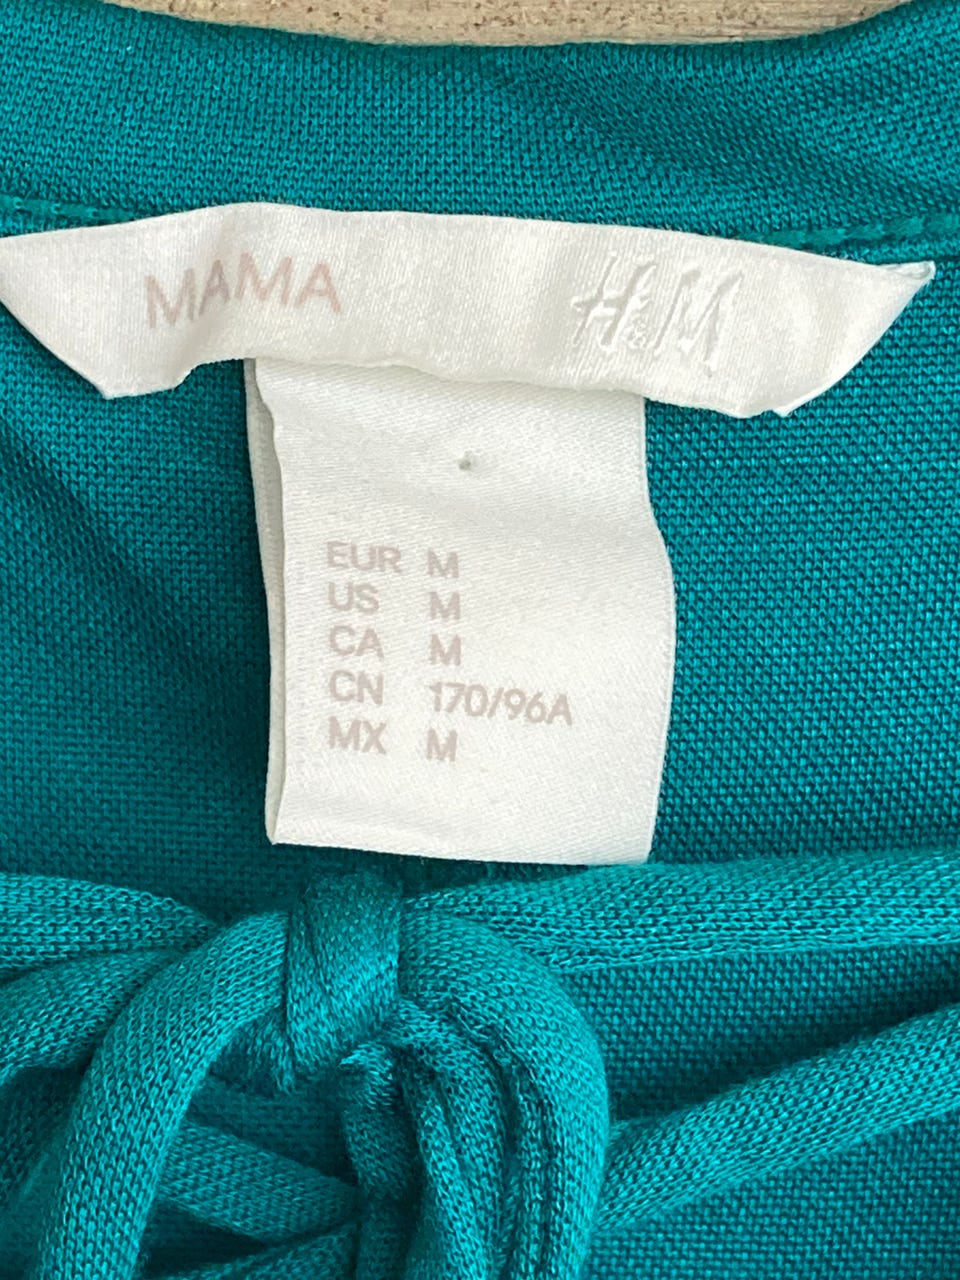 MAMA H&M
EUR M
US M
CA M
CN 170/96A
MX M